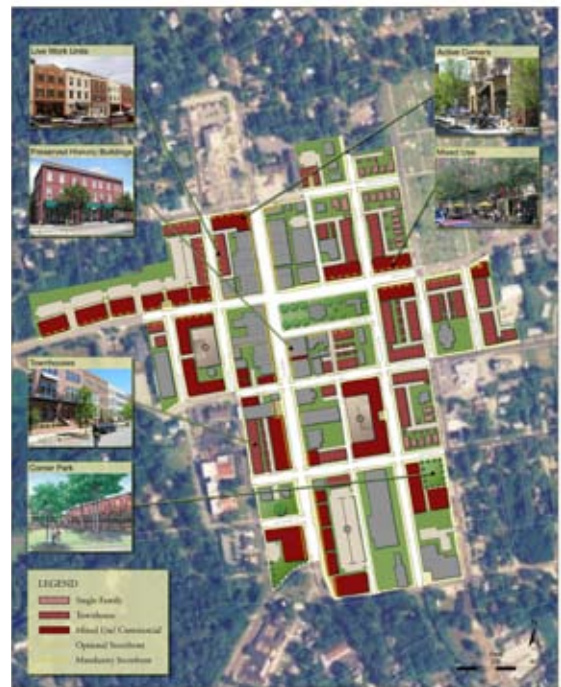 Live Work Units
Preserved Historic Buildings
Active Corners
Mixed Use
Townhouses
Corner Park
LEGEND
Single Family
Townhouse
Mixed Use/ Commercial
Optional Storefront
Mandatory Storefront